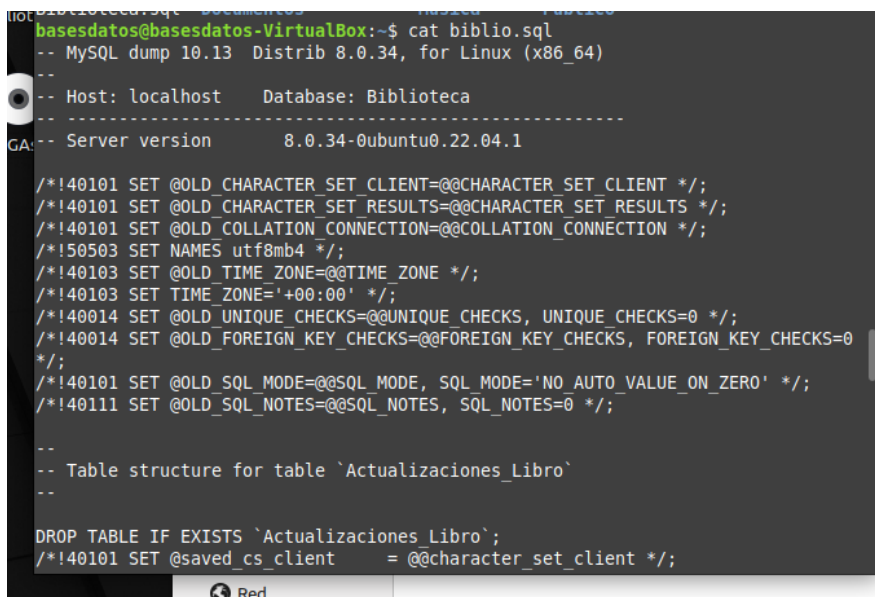 basesdatos@basesdatos-VirtualBox:~$ cat biblio.sql
-- MySQL dump 10.13  Distrib 8.0.34, for Linux (x86_64)
--
-- Host: localhost    Database: Biblioteca
-- ------------------------------------------------------
-- Server version       8.0.34-0ubuntu0.22.04.1
/*!40101 SET @OLD_CHARACTER_SET_CLIENT=@@CHARACTER_SET_CLIENT */;
/*!40101 SET @OLD_CHARACTER_SET_RESULTS=@@CHARACTER_SET_RESULTS */;
/*!40101 SET @OLD_COLLATION_CONNECTION=@@COLLATION_CONNECTION */;
/*!50503 SET NAMES utf8mb4 */;
/*!40103 SET @OLD_TIME_ZONE=@@TIME_ZONE */;
/*!40103 SET TIME_ZONE='+00:00' */;
/*!40014 SET @OLD_UNIQUE_CHECKS=@@UNIQUE_CHECKS, UNIQUE_CHECKS=0 */;
/*!40014 SET @OLD_FOREIGN_KEY_CHECKS=@@FOREIGN_KEY_CHECKS, FOREIGN_KEY_CHECKS=0
*/;
/*!40101 SET @OLD_SQL_MODE=@@SQL_MODE, SQL_MODE='NO_AUTO_VALUE_ON_ZERO' */;
/*!40111 SET @OLD_SQL_NOTES=@@SQL_NOTES, SQL_NOTES=0 */;
--
-- Table structure for table `Actualizaciones_Libro`
--
DROP TABLE IF EXISTS `Actualizaciones_Libro`;
/*!40101 SET @saved_cs_client     = @@character_set_client */;
Red